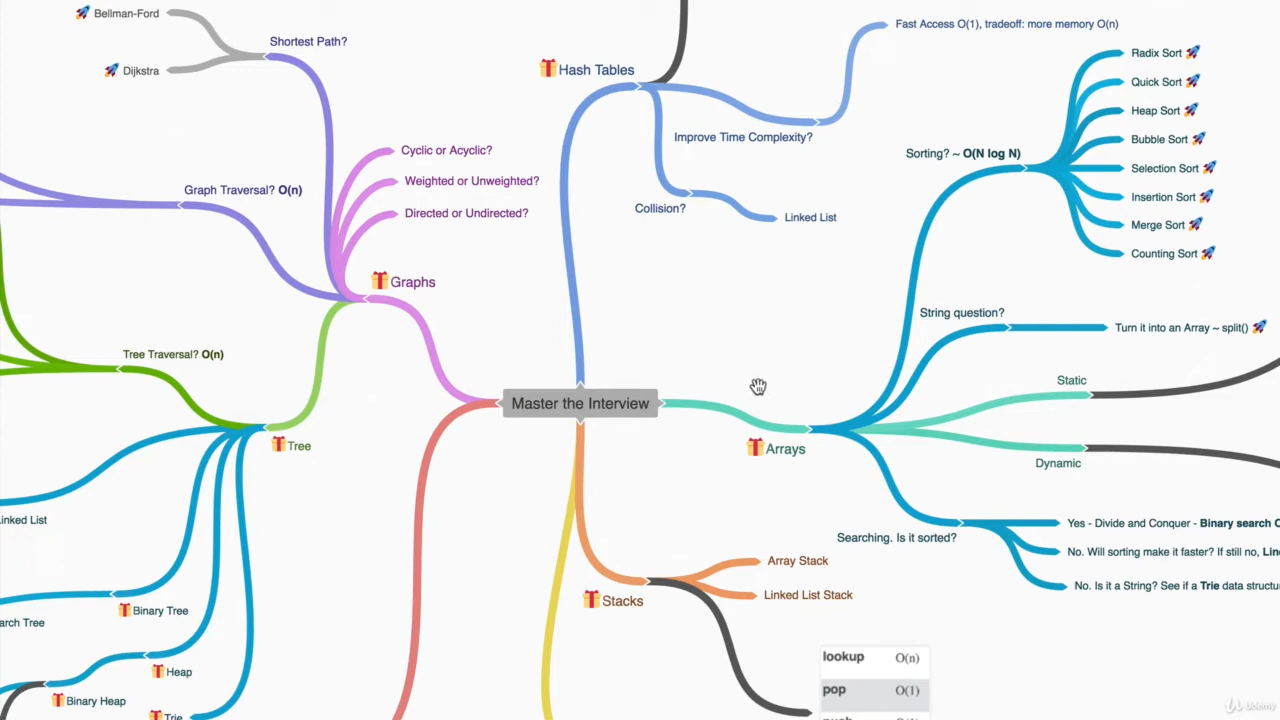 Bellman-Ford
Dijkstra
Shortest Path?
Hash Tables
Fast Access O(1), tradeoff: more memory O(n)
Improve Time Complexity?
Collision?
Linked List
Sorting? ~ O(N log N)
Radix Sort
Quick Sort
Heap Sort
Bubble Sort
Selection Sort
Insertion Sort
Merge Sort
Counting Sort
Cyclic or Acyclic?
Weighted or Unweighted?
Directed or Undirected?
Graph Traversal? O(n)
Graphs
String question?
Turn it into an Array ~ split()
Tree Traversal? O(n)
Master the Interview
Static
Dynamic
Arrays
Tree
Searching. Is it sorted?
Yes - Divide and Conquer - Binary search
No. Will sorting make it faster? If still no,
No. Is it a String? See if a Trie data
List
Array Stack
Linked List Stack
Stacks
Binary Tree
Tree
Heap
Binary Heap
Trie
lookup O(n)
pop O(1)
Udemy